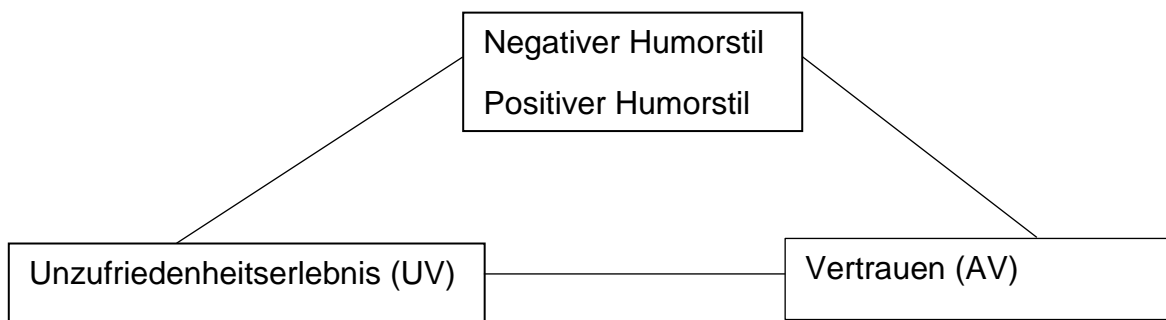 Negativer Humorstil
Positiver Humorstil
Unzufriedenheitserlebnis (UV)
Vertrauen (AV)